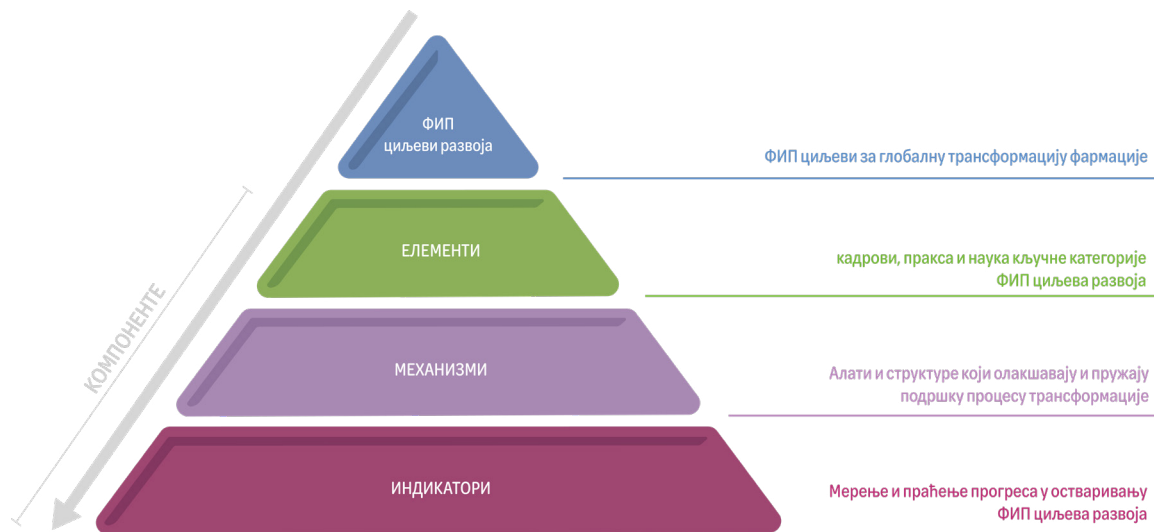 ФИП
циљеви развоја
ФИП циљеви за глобалну трансформацију фармације
ЕЛЕМЕНТИ
кадрови, пракса и наука кључне категорије
ФИП циљева развоја
КОМПОНЕНТЕ
МЕХАНИЗМИ
Алати и структуре који олакшавају и пружају
подршку процесу трансформације
ИНДИКАТОРИ
Мерење и праћење прогреса у остваривању
ФИП циљева развоја